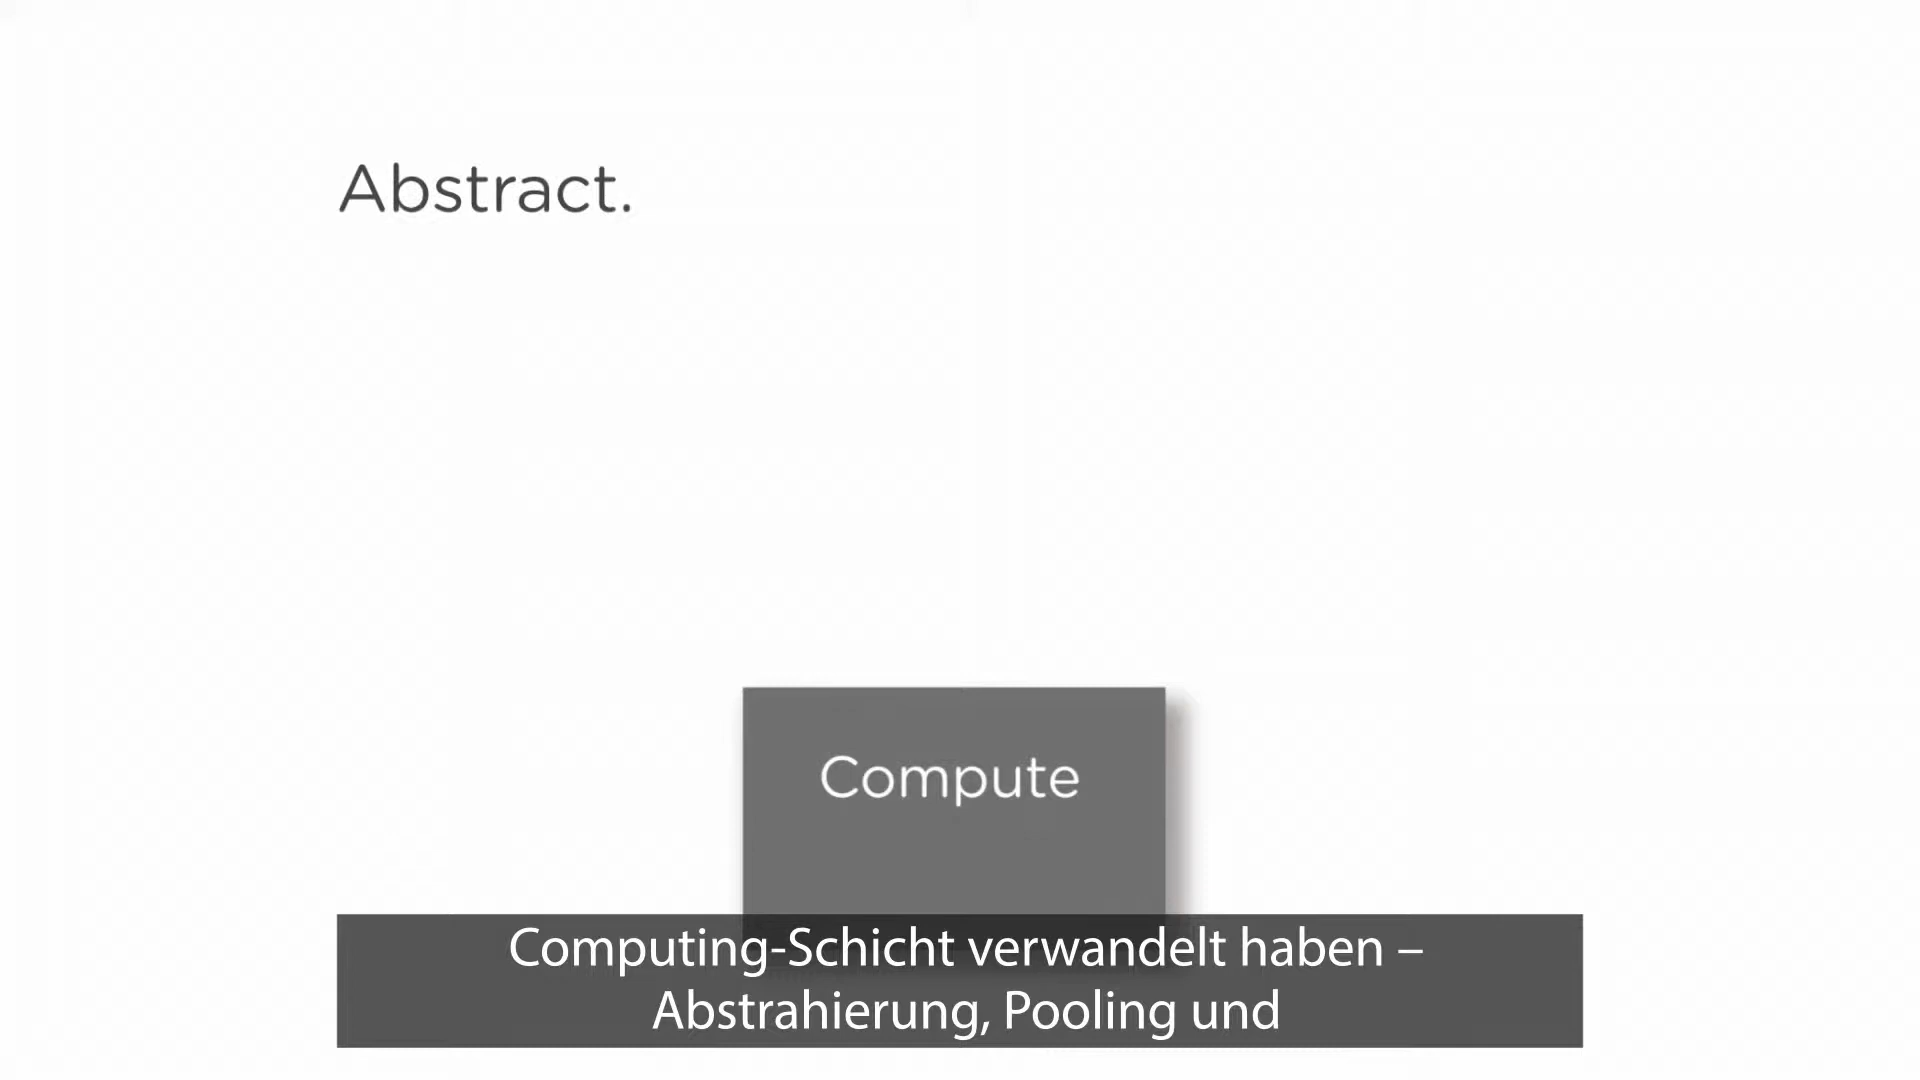 Abstract.
Compute
Computing-Schicht verwandelt haben –
Abstrahierung, Pooling und